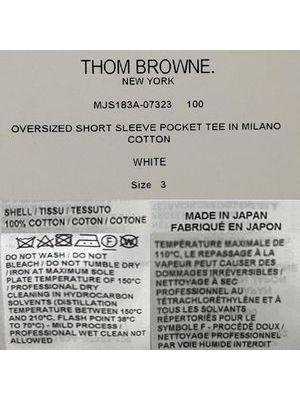 THOM BROWNE.
NEW YORK
MJS183A-07323 100
OVERSIZED SHORT SLEEVE POCKET TEE IN MILANO
COTTON
WHITE
Size 3
SHELL / TISSU / TESSUTO
100% COTTON / COTON / COTONE
DO NOT WASH / DO NOT
BLEACH / DO NOT TUMBLE DRY
/ IRON AT MAXIMUM SOLE
PLATE TEMPERATURE OF 150°C
/ PROFESSIONAL DRY
CLEANING IN HYDROCARBON
SOLVENTS (DISTILLATION
TEMPERATURE BETWEEN 150°C
AND 210°C, FLASH POINT 38°C
TO 70°C) - MILD PROCESS /
PROFESSIONAL WET CLEAN NOT
ALLOWED
MADE IN JAPAN
FABRIQUÉ EN JAPON
TEMPÉRATURE MAXIMALE DE
110°C, LE REPASSAGE À LA
VAPEUR PEUT CAUSER DES
DOMMAGES IRRÉVERSIBLES /
NETTOYAGE À SEC
PROFESSIONNEL AU
TÉTRACHLORÉTHYLÈNE ET À
TOUS LES SOLVANTS
RÉPERTORIÉS POUR LE
SYMBOLE F - PROCÉDÉ DOUX /
NETTOYAGE PROFESSIONNEL
PAR VOIE HUMIDE INTERDIT